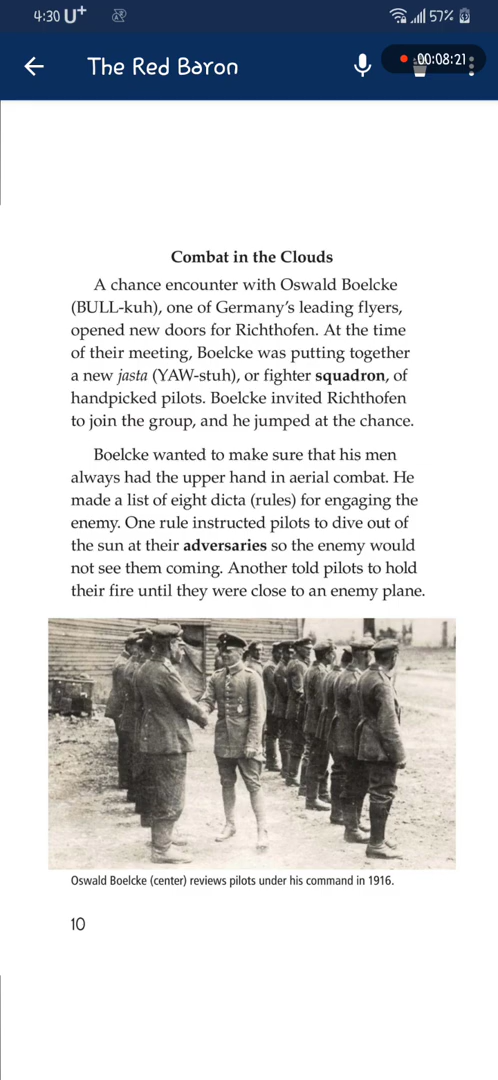 4:30 U+
57%
The Red Baron
00:08:21
Combat in the Clouds
A chance encounter with Oswald Boelcke
(BULL-kuh), one of Germany’s leading flyers,
opened new doors for Richthofen. At the time
of their meeting, Boelcke was putting together
a new jasta (YAW-stuh), or fighter squadron, of
handpicked pilots. Boelcke invited Richthofen
to join the group, and he jumped at the chance.
Boelcke wanted to make sure that his men
always had the upper hand in aerial combat. He
made a list of eight dicta (rules) for engaging the
enemy. One rule instructed pilots to dive out of
the sun at their adversaries so the enemy would
not see them coming. Another told pilots to hold
their fire until they were close to an enemy plane.
Oswald Boelcke (center) reviews pilots under his command in 1916.
10